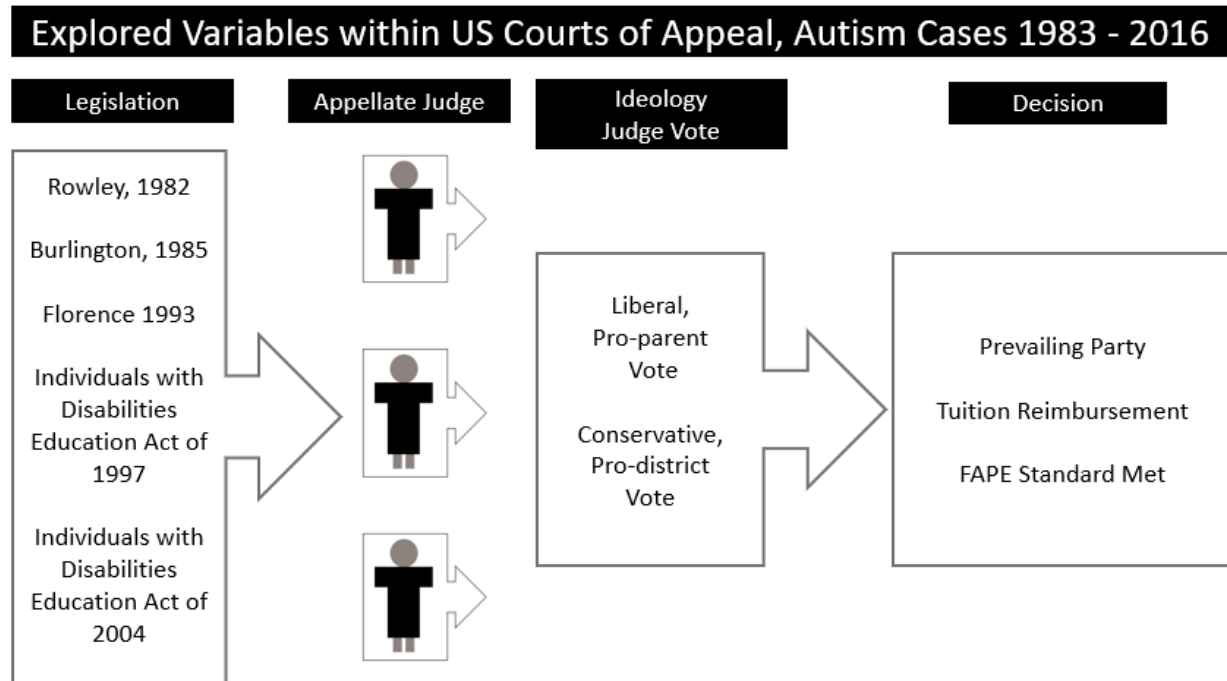 Explored Variables within US Courts of Appeal, Autism Cases 1983 - 2016
Legislation
Rowley, 1982
Burlington, 1985
Florence 1993
Individuals with
Disabilities
Education Act of
1997
Individuals with
Disabilities
Education Act of
2004
Appellate Judge
Ideology
Judge Vote
Liberal,
Pro-parent
Vote
Conservative,
Pro-district
Vote
Decision
Prevailing Party
Tuition Reimbursement
FAPE Standard Met